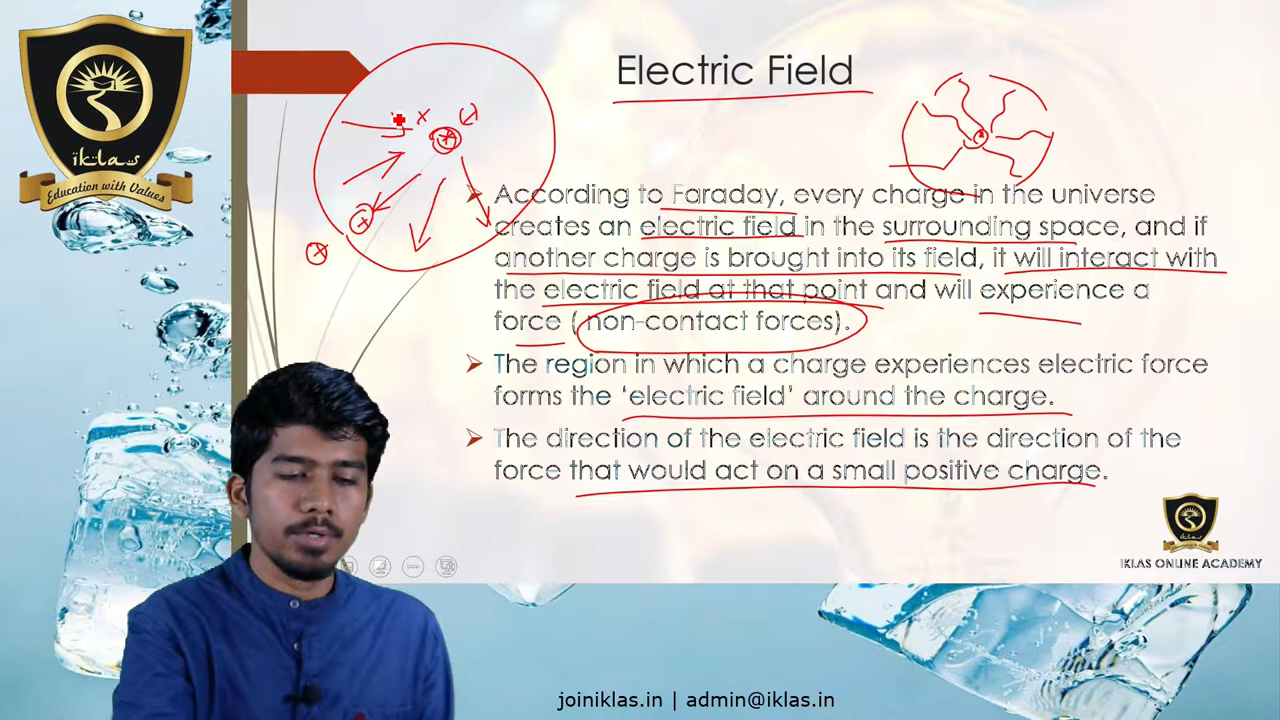 iklas
Education with Values
Electric Field
According to Faraday, every charge in the universe
creates an electric field in the surrounding space, and if
another charge is brought into its field, it will interact with
the electric field at that point and will experience a
force ( non-contact forces).
The region in which a charge experiences electric force
forms the ‘electric field’ around the charge.
The direction of the electric field is the direction of the
force that would act on a small positive charge.
IKLAS ONLINE ACADEMY
joiniklas.in | admin@iklas.in